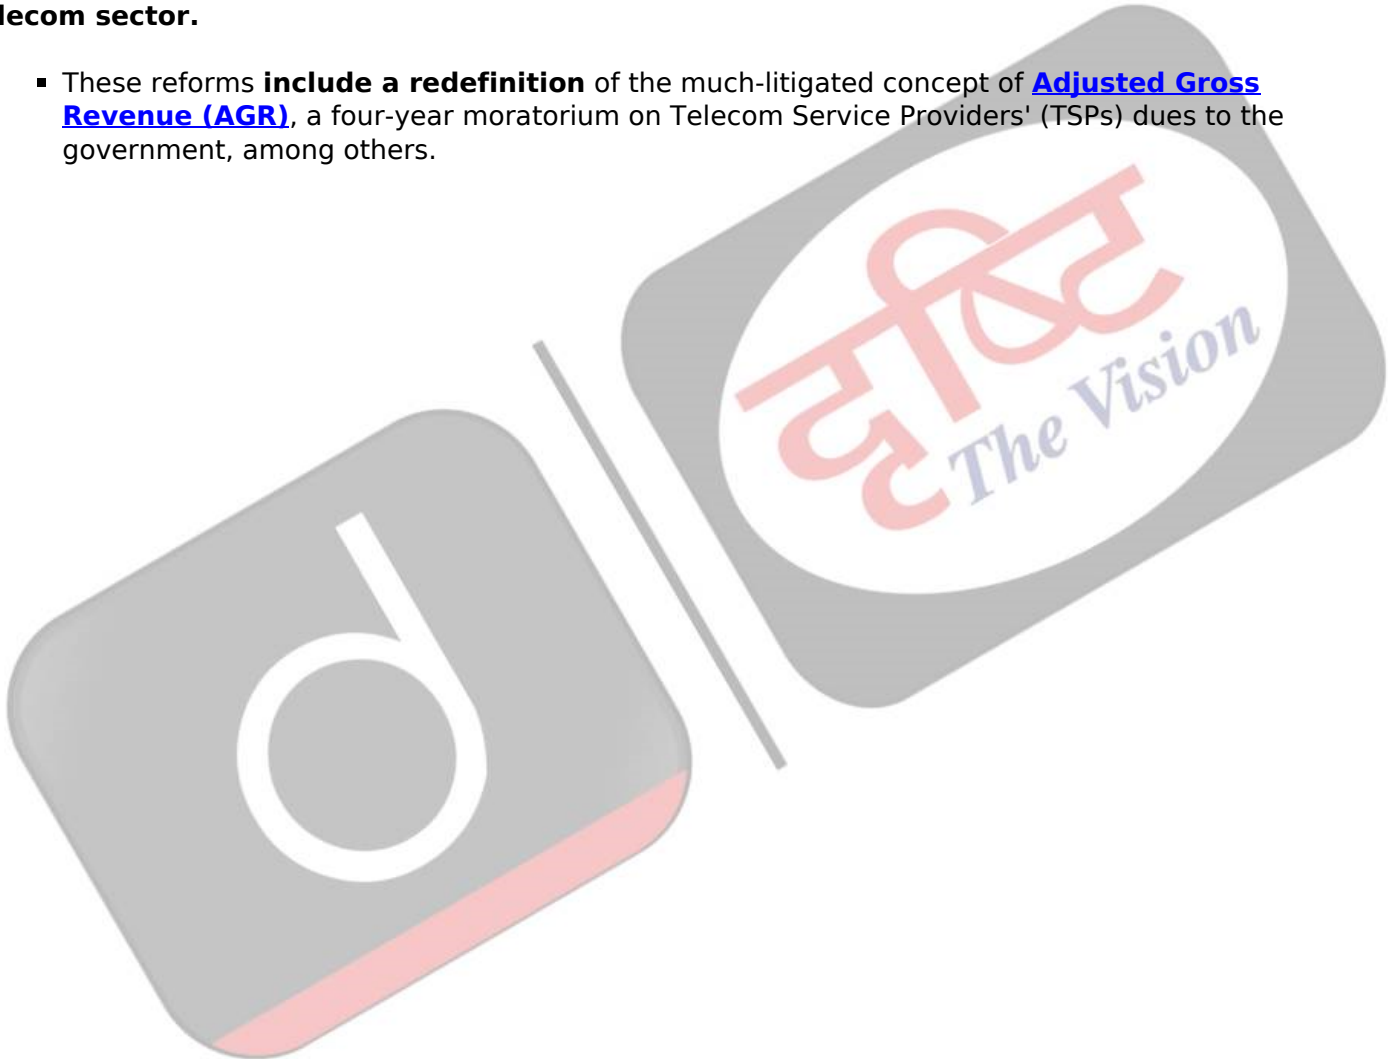 lecom sector.
These reforms include a redefinition of the much-litigated concept of Adjusted Gross
Revenue (AGR), a four-year moratorium on Telecom Service Providers' (TSPs) dues to the
government, among others.
दृष्टि
The Vision
d